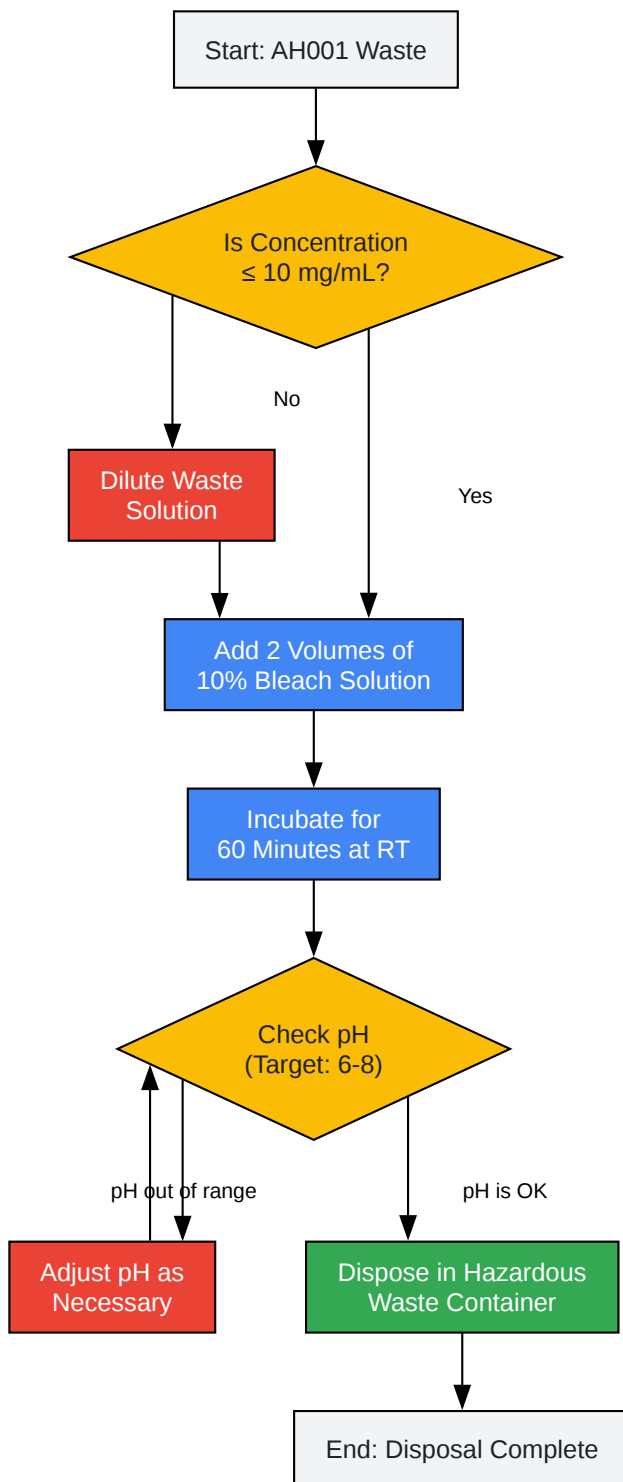 Start: AH001 Waste
Is Concentration
≤ 10 mg/mL?
No
Dilute Waste
Solution
Yes
Add 2 Volumes of
10% Bleach Solution
Incubate for
60 Minutes at RT
Check pH
(Target: 6-8)
pH out of range
pH is OK
Adjust pH as
Necessary
Dispose in Hazardous
Waste Container
End: Disposal Complete